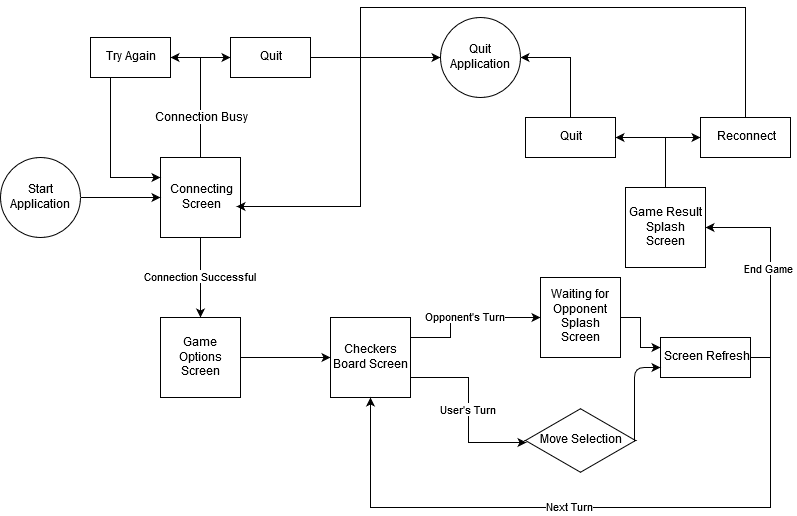 Try Again
Quit
Quit
Application
Connection Busy
Quit
Reconnect
Start
Application
Connecting
Screen
Game Result
Splash
Screen
Connection Successful
End Game
Waiting for
Opponent
Splash
Screen
Opponent's Turn
Game
Options
Screen
Checkers
Board Screen
Screen Refresh
User's Turn
Move Selection
Next Turn